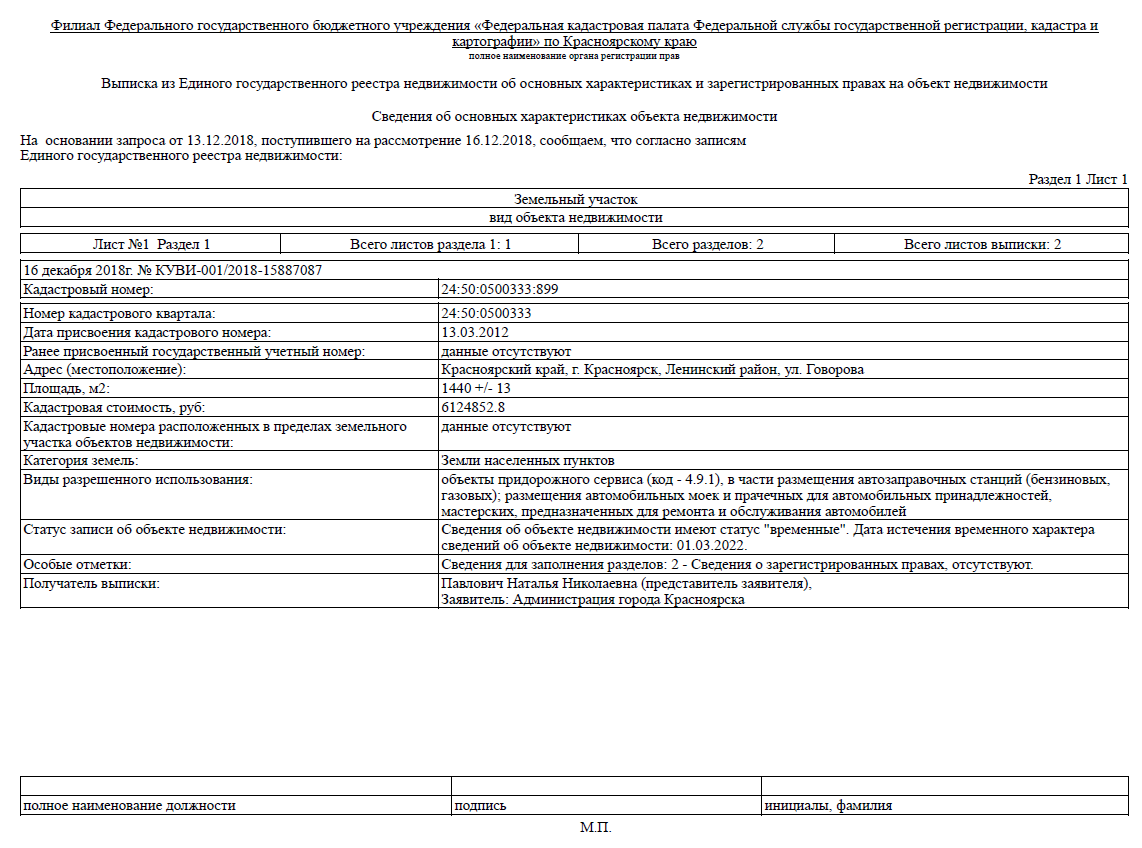 Филиал Федерального государственного бюджетного учреждения «Федеральная кадастровая палата Федеральной службы государственной регистрации, кадастра и
картографии» по Красноярскому краю
полное наименование органа регистрации прав
Выписка из Единого государственного реестра недвижимости об основных характеристиках и зарегистрированных правах на объект недвижимости
Сведения об основных характеристиках объекта недвижимости
На основании запроса от 13.12.2018, поступившего на рассмотрение 16.12.2018, сообщаем, что согласно записям
Единого государственного реестра недвижимости:
Раздел 1 Лист 1
Земельный участок
вид объекта недвижимости
Лист №1 Раздел 1 Всего листов раздела 1: 1 Всего разделов: 2 Всего листов выписки: 2
16 декабря 2018г. № КУВИ-001/2018-15887087
Кадастровый номер: 24:50:0500333:899
Номер кадастрового квартала: 24:50:0500333
Дата присвоения кадастрового номера: 13.03.2012
Ранее присвоенный государственный учетный номер: данные отсутствуют
Адрес (местоположение): Красноярский край, г. Красноярск, Ленинский район, ул. Говорова
Площадь, м2: 1440 +/- 13
Кадастровая стоимость, руб: 6124852.8
Кадастровые номера расположенных в пределах земельного данные отсутствуют
участка объектов недвижимости:
Категория земель: Земли населенных пунктов
Виды разрешенного использования: объекты придорожного сервиса (код - 4.9.1), в части размещения автозаправочных станций (бензиновых,
газовых); размещения автомобильных моек и прачечных для автомобильных принадлежностей,
мастерских, предназначенных для ремонта и обслуживания автомобилей
Статус записи об объекте недвижимости: Сведения об объекте недвижимости имеют статус "временные". Дата истечения временного характера
сведений об объекте недвижимости: 01.03.2022.
Особые отметки: Сведения для заполнения разделов: 2 - Сведения о зарегистрированных правах, отсутствуют.
Получатель выписки: Павлович Наталья Николаевна (представитель заявителя),
Заявитель: Администрация города Красноярска
полное наименование должности подпись инициалы, фамилия
М.П.